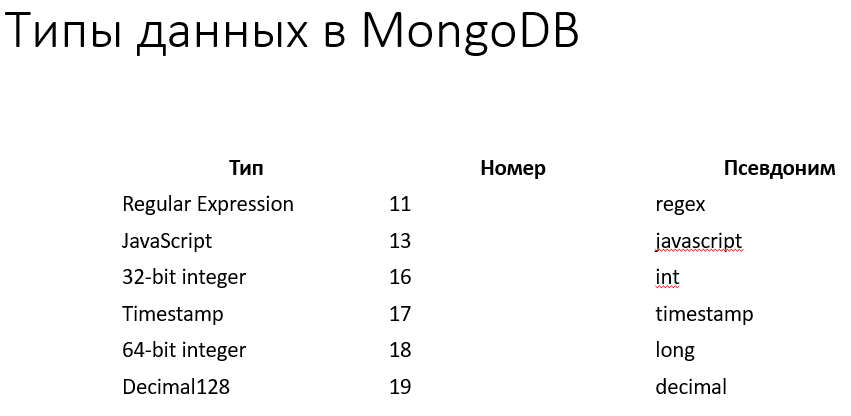 Типы данных в MongoDB
Тип Номер Псевдоним
Regular Expression 11 regex
JavaScript 13 javascript
32-bit integer 16 int
Timestamp 17 timestamp
64-bit integer 18 long
Decimal128 19 decimal